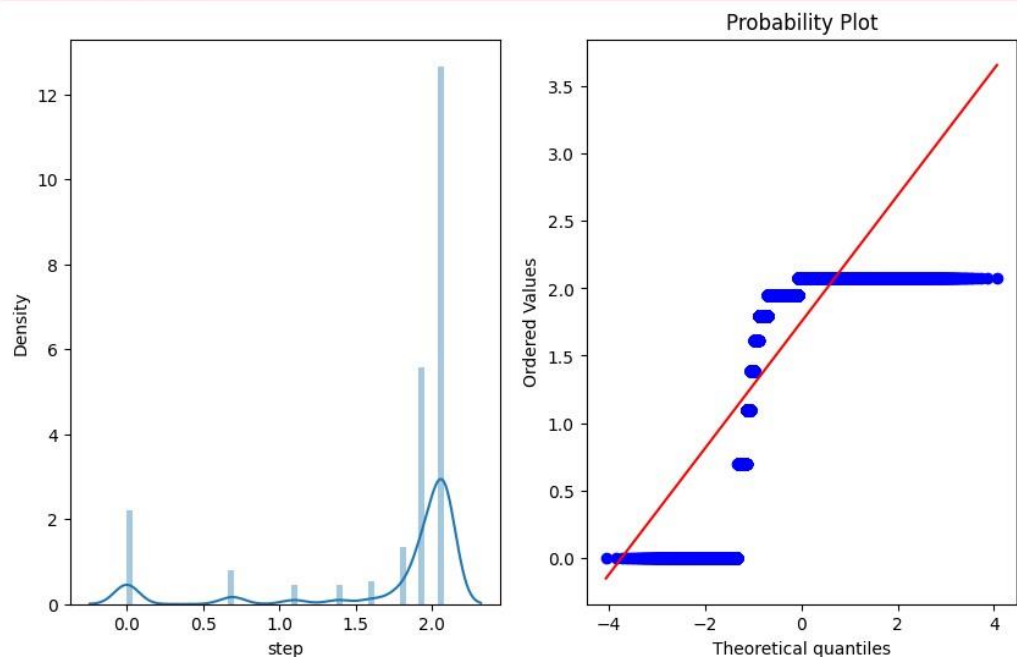 Probability Plot
Density
12
10
8
6
4
2
0
0.0 0.5 1.0 1.5 2.0
step
Ordered Values
3.5
3.0
2.5
2.0
1.5
1.0
0.5
0.0
−4 −2 0 2 4
Theoretical quantiles